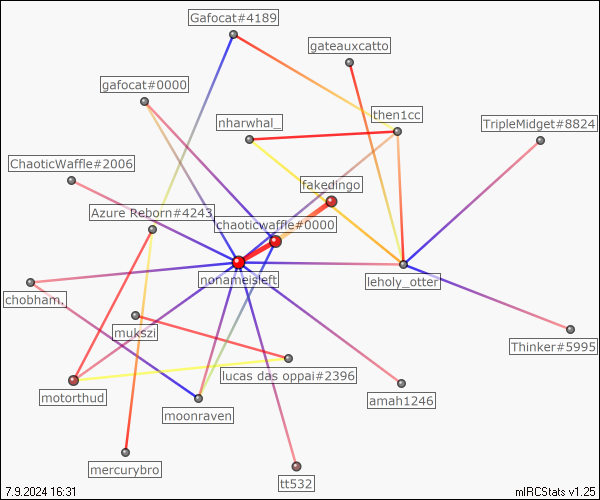 Gafocat#4189
gateauxcatto
gafocat#0000
then1cc
nharwhal_
TripleMidget#8824
ChaoticWaffle#2006
fakedIngo
Azure Reborn#4243
chaoticwaffle#0000
nonameisleft
leholy_otter
chobham,
mukszi
Thinker#5995
lucas das oppai#2396
motorthud
amah1246
moonraven
mercurybro
tt532
7.9.2024 16:31
mIRCStats v1.25